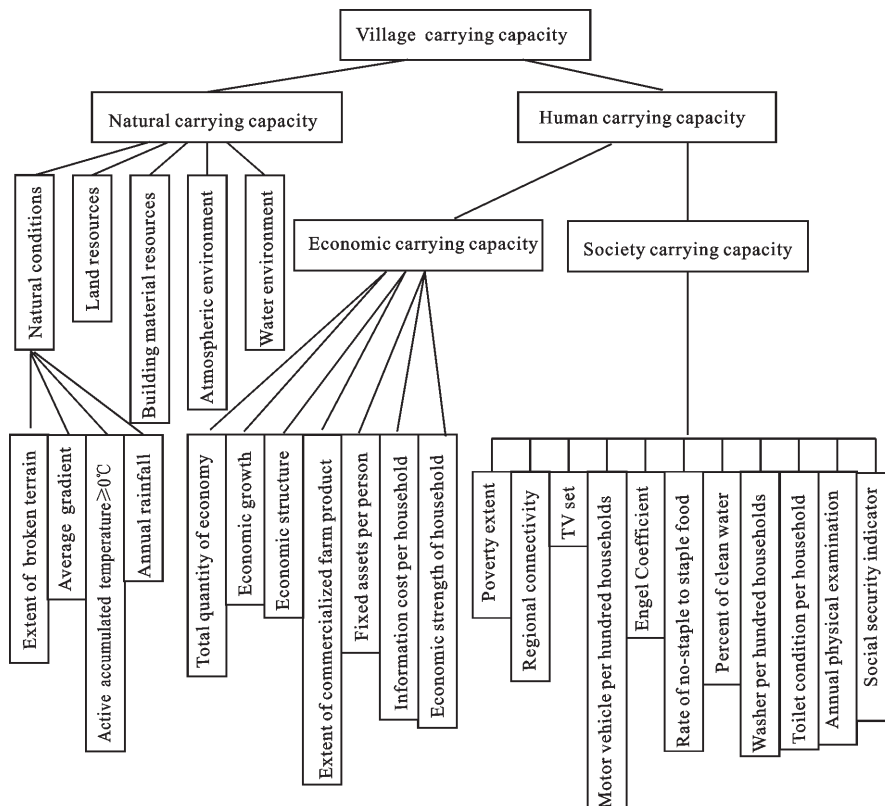 Village carrying capacity
Natural carrying capacity
Human carrying capacity
Natural conditions
Land resources
Building material resources
Atmospheric environment
Water environment
Economic carrying capacity
Society carrying capacity
Extent of broken terrain
Average gradient
Active accumulated temperature⩾0℃
Annual rainfall
Total quantity of economy
Economic growth
Economic structure
Extent of commercialized farm product
Fixed assets per person
Information cost per household
Economic strength of household
Poverty extent
Regional connectivity
TV set
Motor vehicle per hundred households
Engel Coefficient
Rate of no-staple to staple food
Percent of clean water
Washer per hundred households
Toilet condition per household
Annual physical examination
Social security indicator